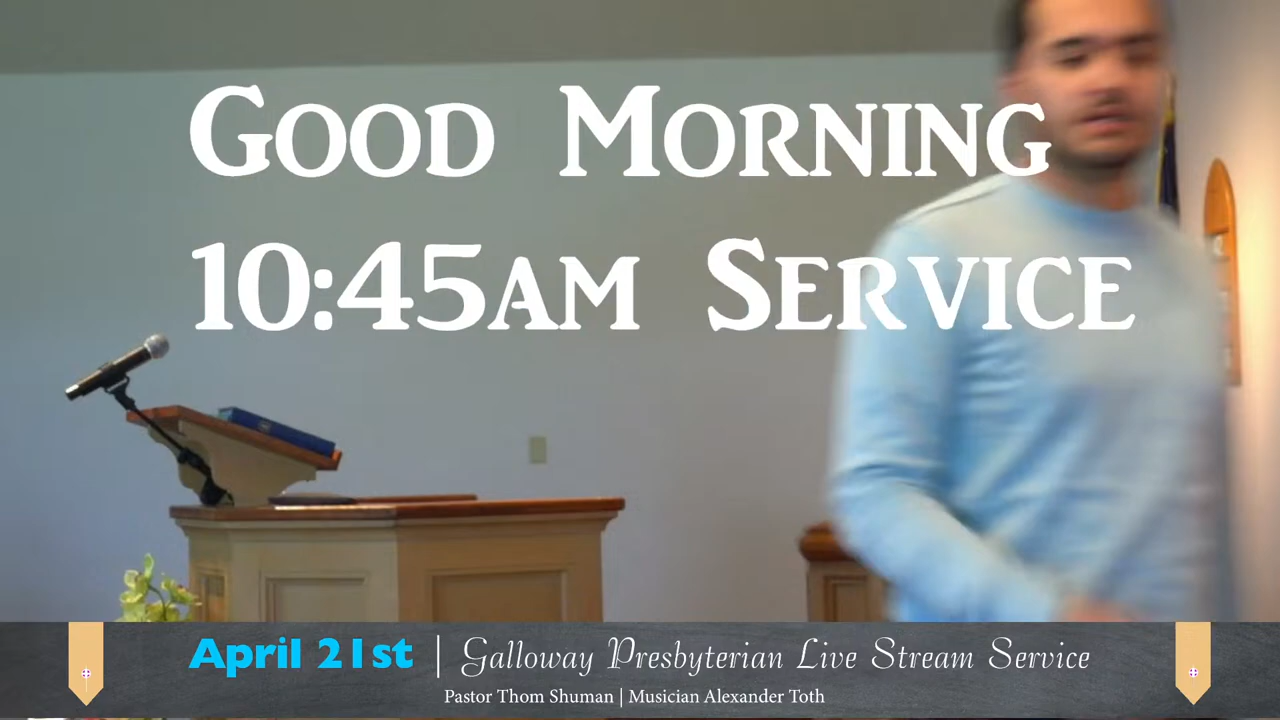 Good Morning
10:45am Service
April 21st | Galloway Presbyterian Live Stream Service
Pastor Thom Shuman | Musician Alexander Toth